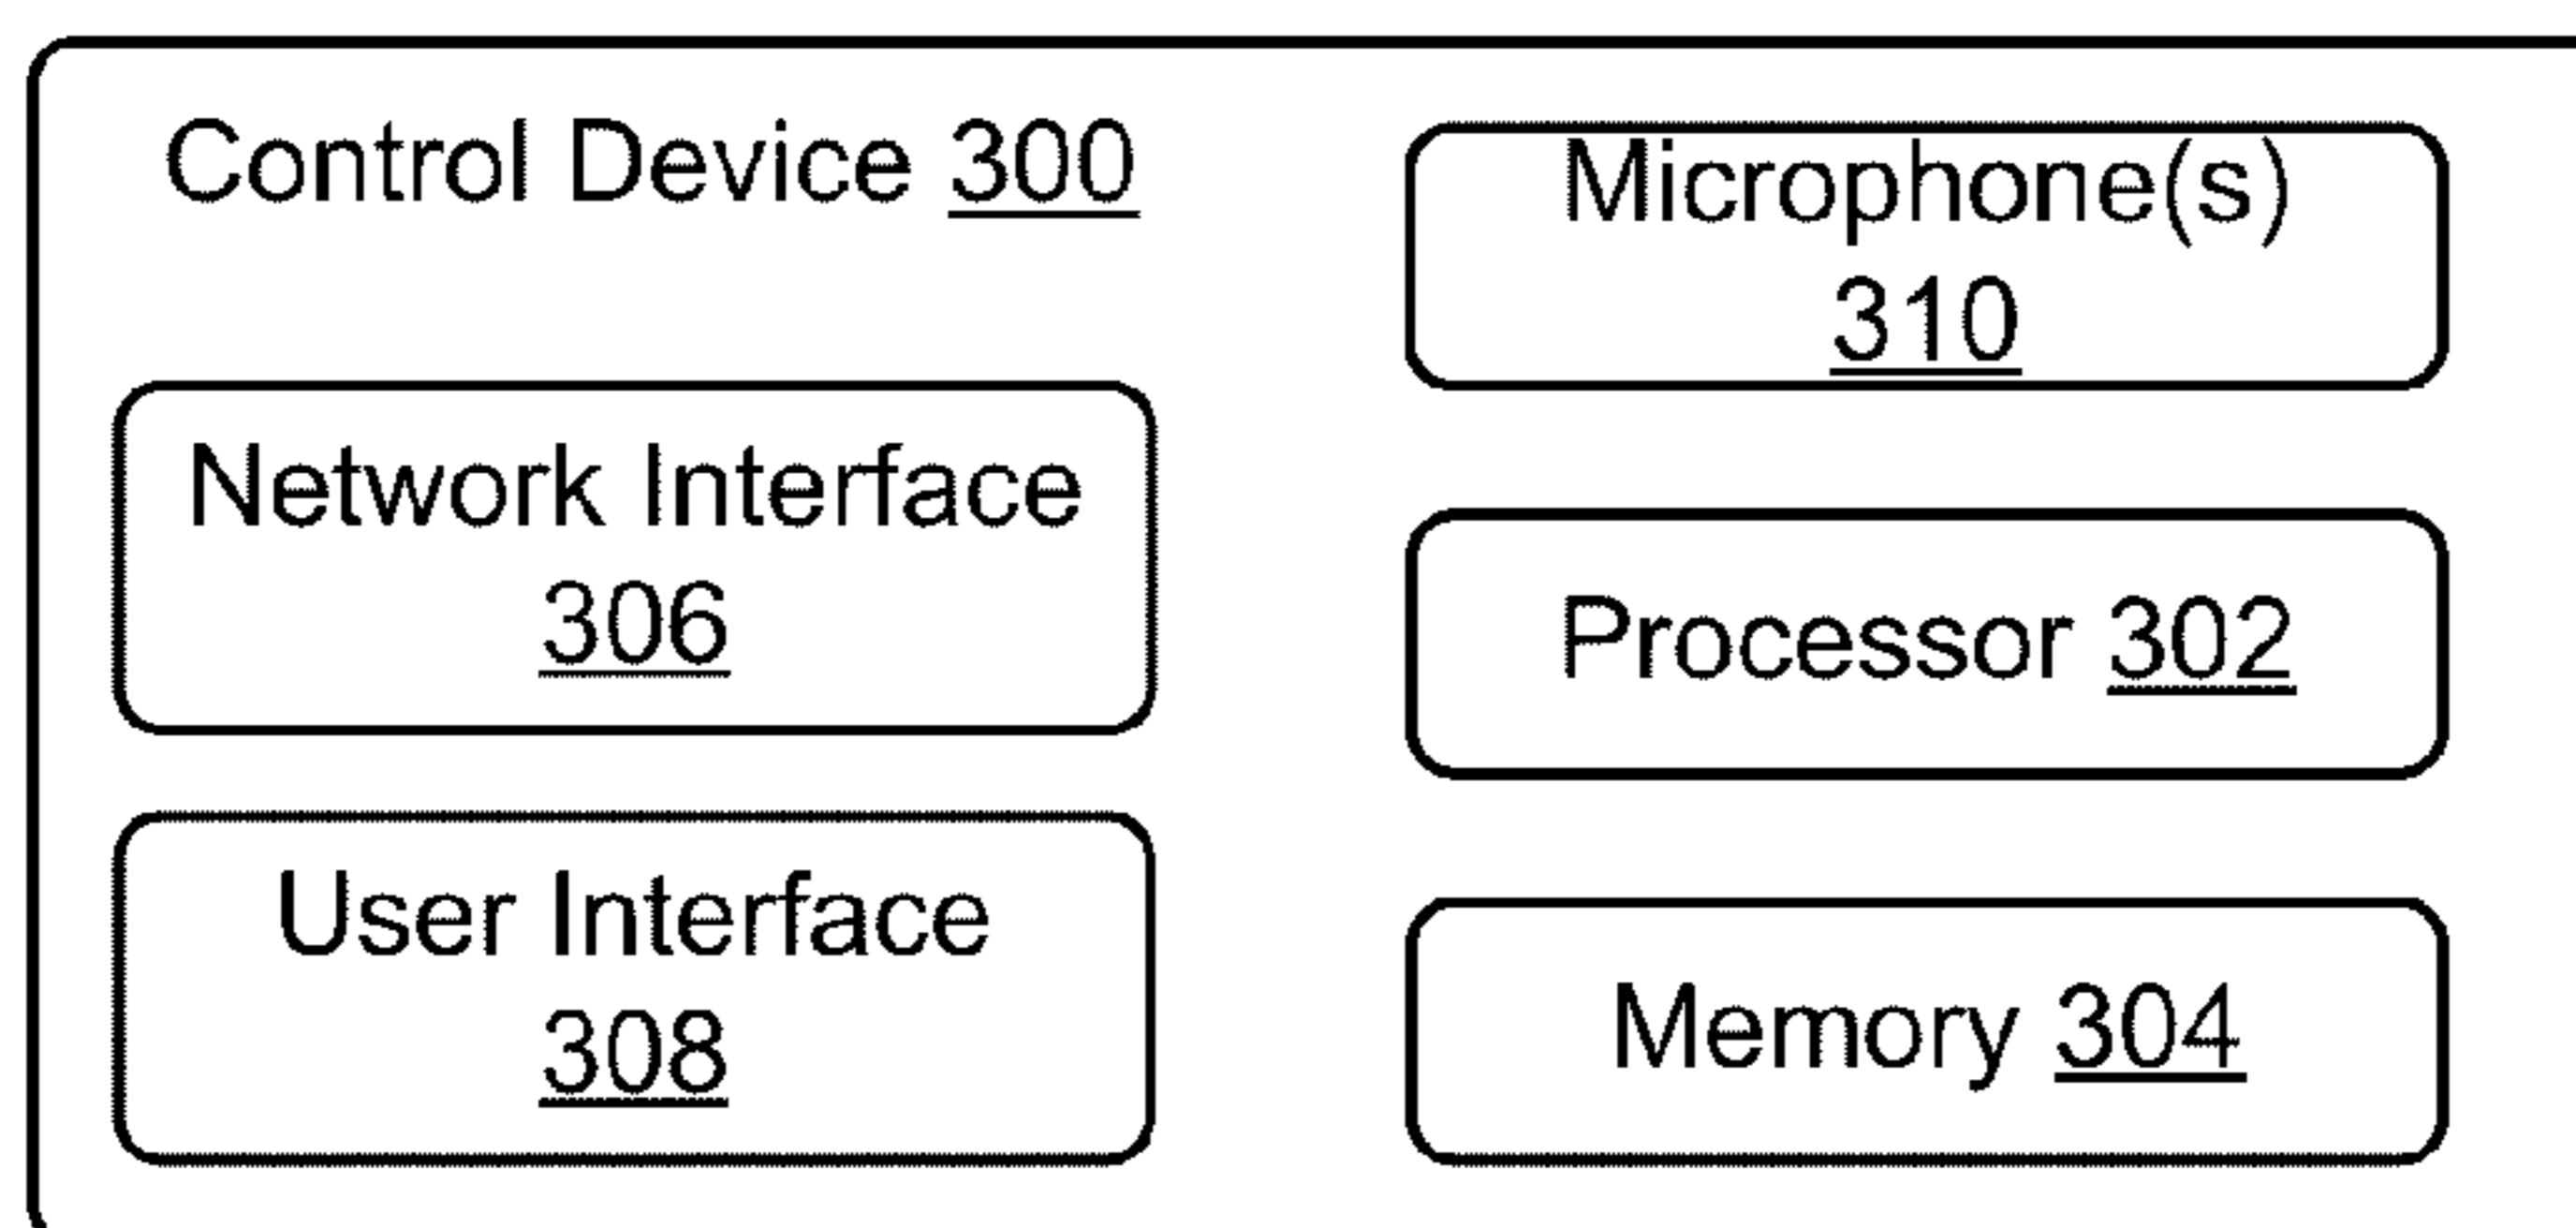 Control Device 300
Microphone(s)
310
Network Interface
306
Processor 302
User Interface
308
Memory 304